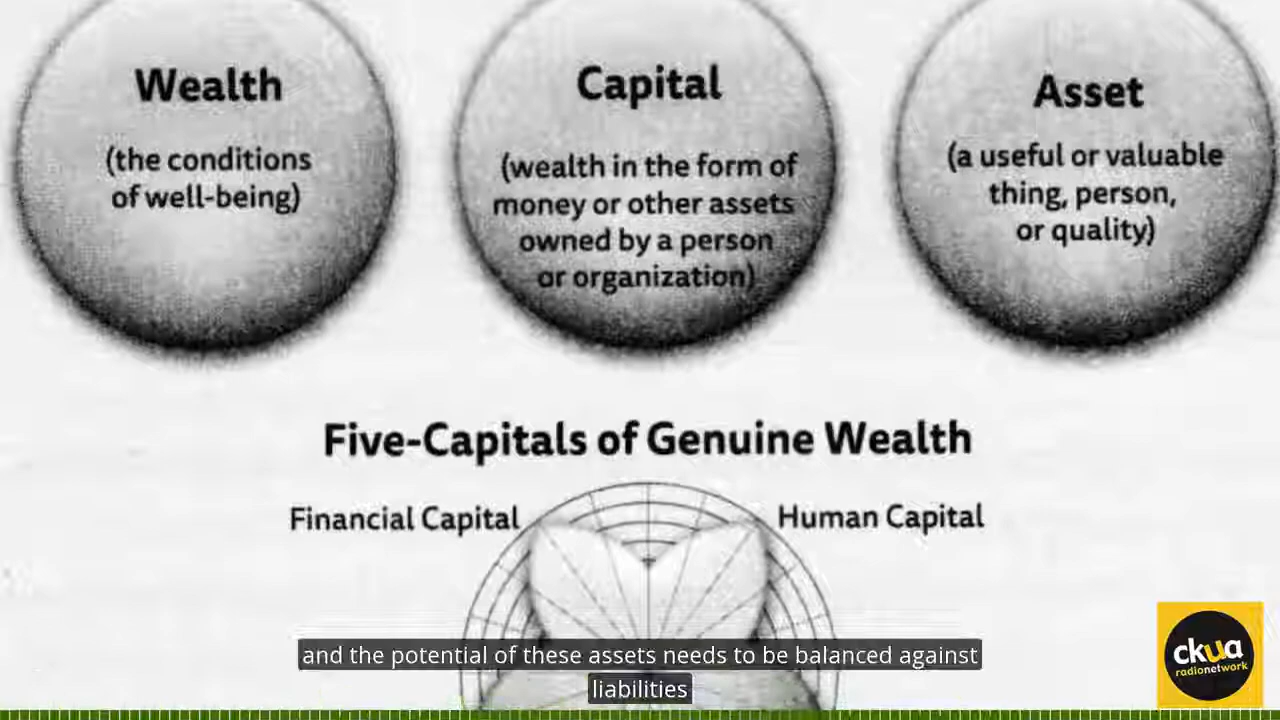 Wealth
(the conditions
of well-being)
Capital
(wealth in the form of
money or other assets
owned by a person
or organization)
Asset
(a useful or valuable
thing, person,
or quality)
Five-Capitals of Genuine Wealth
Financial Capital
Human Capital
and the potential of these assets needs to be balanced against
liabilities
ckua
radionetwork